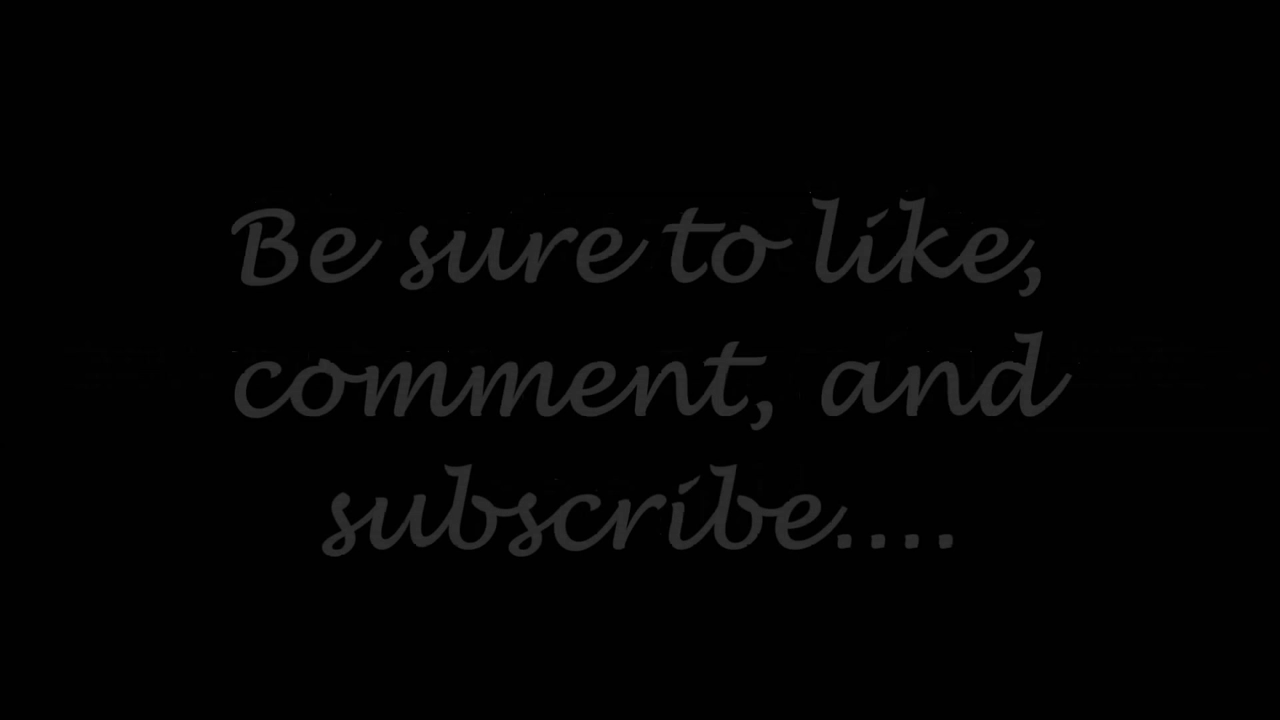 Be sure to like,
comment, and
subscribe....